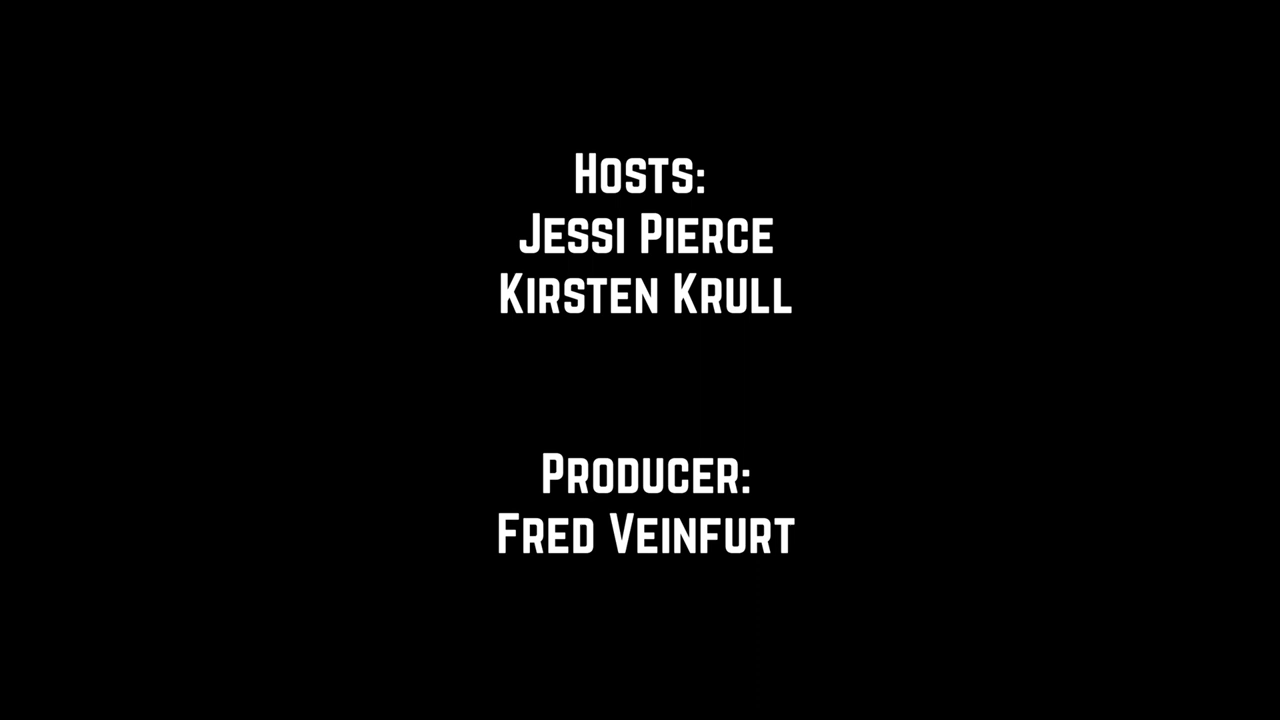 Hosts:
Jessi Pierce
Kirsten Krull
Producer:
Fred Veinfurt